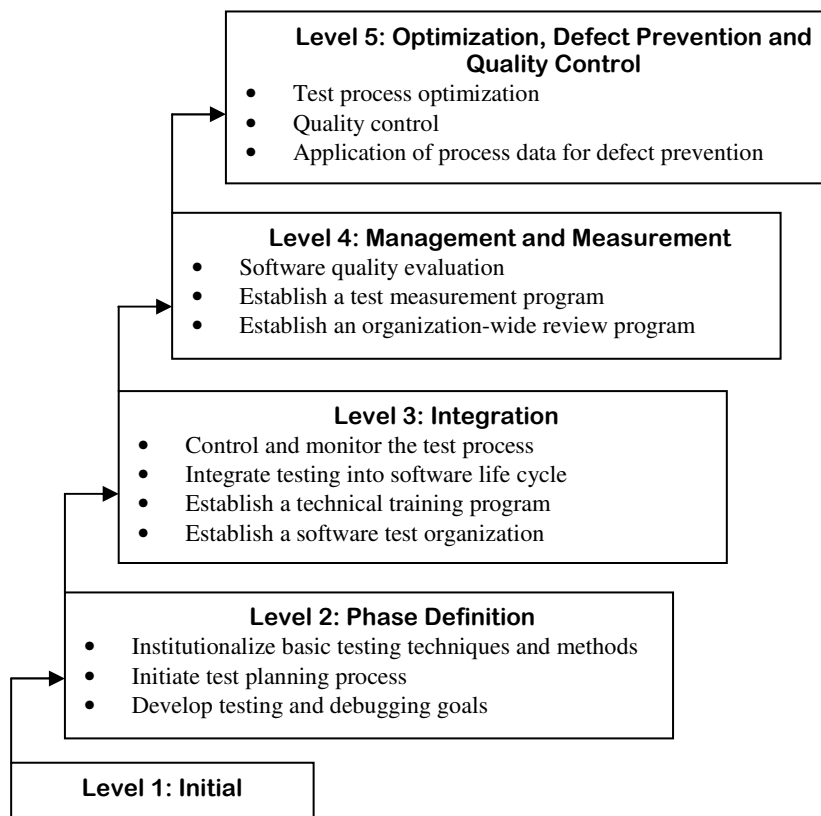 Level 5: Optimization, Defect Prevention and
Quality Control
• Test process optimization
• Quality control
• Application of process data for defect prevention
Level 4: Management and Measurement
• Software quality evaluation
• Establish a test measurement program
• Establish an organization-wide review program
Level 3: Integration
• Control and monitor the test process
• Integrate testing into software life cycle
• Establish a technical training program
• Establish a software test organization
Level 2: Phase Definition
• Institutionalize basic testing techniques and methods
• Initiate test planning process
• Develop testing and debugging goals
Level 1: Initial